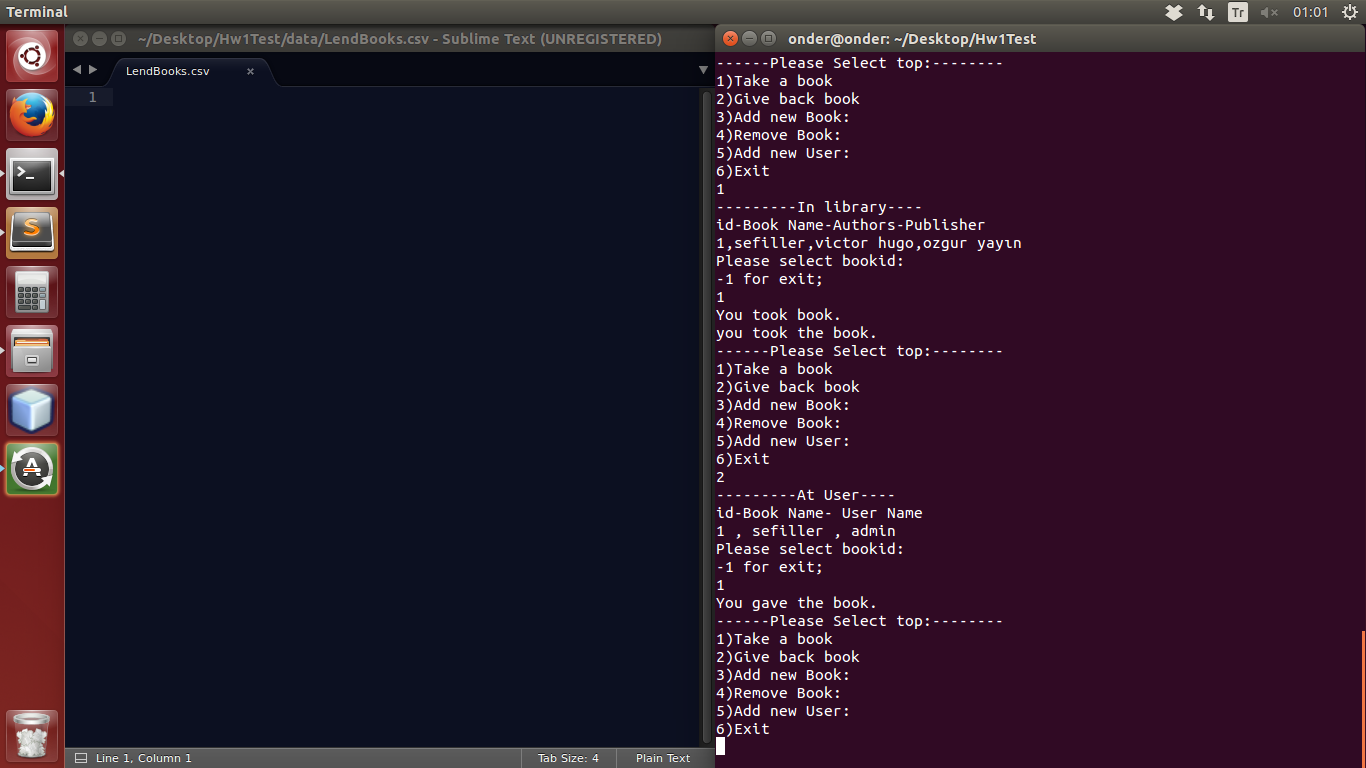 Terminal
Tr
01:01
~/Desktop/Hw1Test/data/LendBooks.csv - Sublime Text (UNREGISTERED)
LendBooks.csv
1
Line 1, Column 1
Tab Size: 4
Plain Text
onder@onder: ~/Desktop/Hw1Test
------Please Select top:--------
1)Take a book
2)Give back book
3)Add new Book:
4)Remove Book:
5)Add new User:
6)Exit
1
---------In library----
id-Book Name-Authors-Publisher
1,sefiller,victor hugo,ozgur yayın
Please select bookid:
-1 for exit;
1
You took book.
you took the book.
------Please Select top:--------
1)Take a book
2)Give back book
3)Add new Book:
4)Remove Book:
5)Add new User:
6)Exit
2
---------At User----
id-Book Name- User Name
1 , sefiller , admin
Please select bookid:
-1 for exit;
1
You gave the book.
------Please Select top:--------
1)Take a book
2)Give back book
3)Add new Book:
4)Remove Book:
5)Add new User:
6)Exit